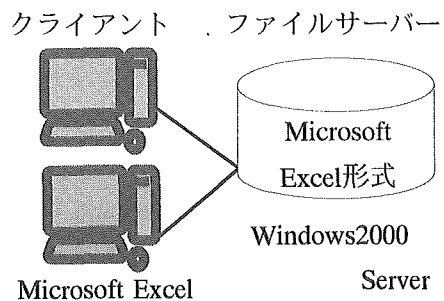 クライアント
ファイルサーバー
Microsoft
Excel形式
Windows2000
Server
Microsoft Excel